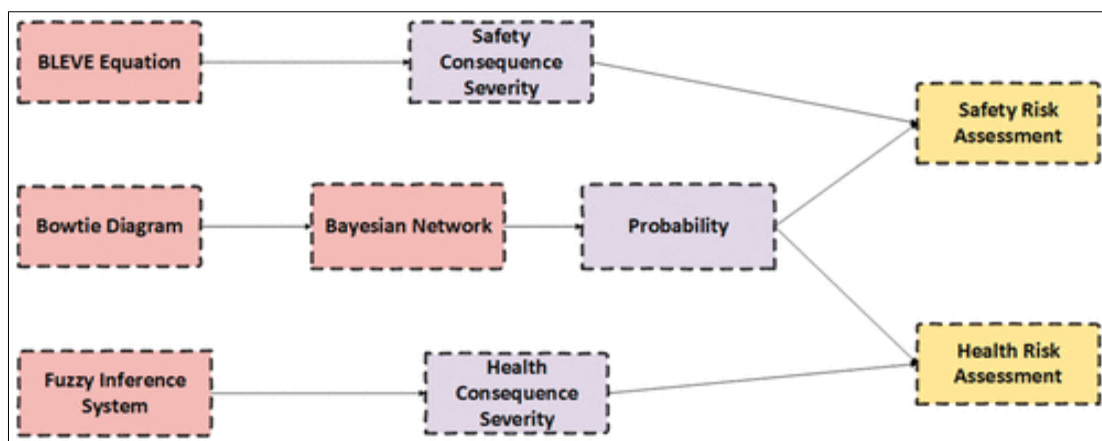 BLEVE Equation
Safety
Consequence
Severity
Safety Risk
Assessment
Bowtie Diagram
Bayesian Network
Probability
Fuzzy Inference
System
Health
Consequence
Severity
Health Risk
Assessment